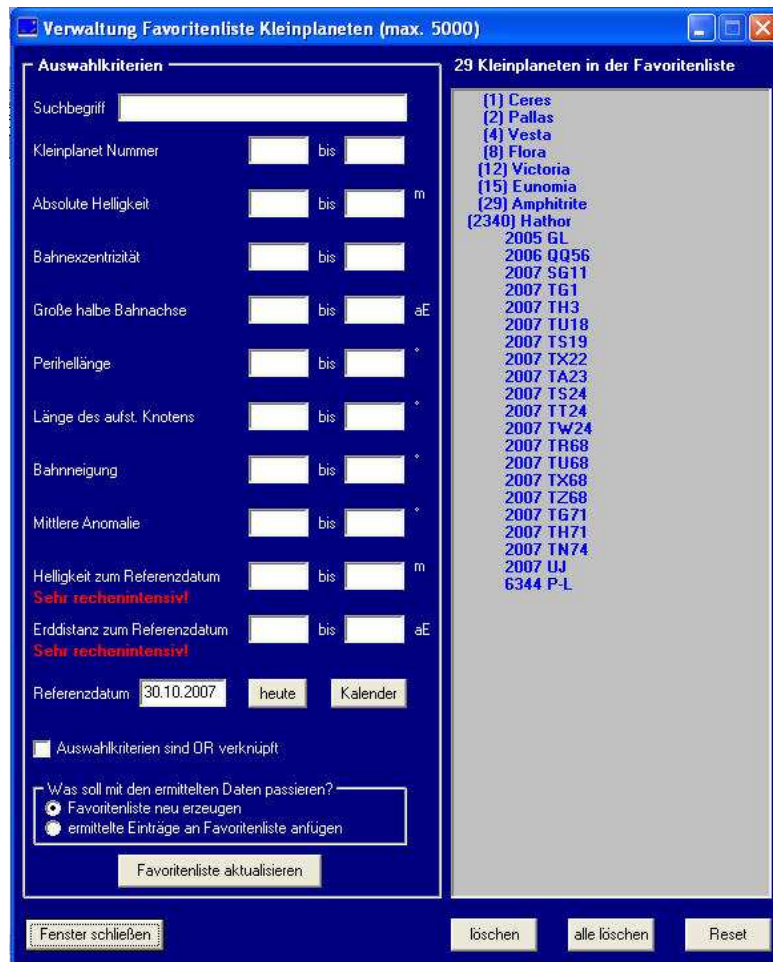 Verwaltung Favoritenliste Kleinplaneten (max. 5000)
Auswahlkriterien
Suchbegriff
Kleinplanet Nummer bis
Absolute Helligkeit bis m
Bahnexzentrizität bis
Große halbe Bahnachse bis aE
Perihellänge bis °
Länge des aufst. Knotens bis °
Bahnneigung bis °
Mittlere Anomalie bis °
Helligkeit zum Referenzdatum bis m
Sehr rechenintensiv!
Erddistanz zum Referenzdatum bis aE
Sehr rechenintensiv!
Referenzdatum 30.10.2007 heute Kalender
Auswahlkriterien sind OR verknüpft
Was soll mit den ermittelten Daten passieren?
Favoritenliste neu erzeugen
ermittelte Einträge an Favoritenliste anfügen
Favoritenliste aktualisieren
29 Kleinplaneten in der Favoritenliste
(1) Ceres
(2) Pallas
(4) Vesta
(8) Flora
(12) Victoria
(15) Eunomia
(29) Amphitrite
(2340) Hathor
2005 GL
2006 QQ56
2007 SG11
2007 TG1
2007 TH3
2007 TU18
2007 TS19
2007 TX22
2007 TA23
2007 TS24
2007 TT24
2007 TW24
2007 TR68
2007 TU68
2007 TX68
2007 TZ68
2007 TG71
2007 TH71
2007 TN74
2007 UJ
6344 P-L
Fenster schließen löschen alle löschen Reset